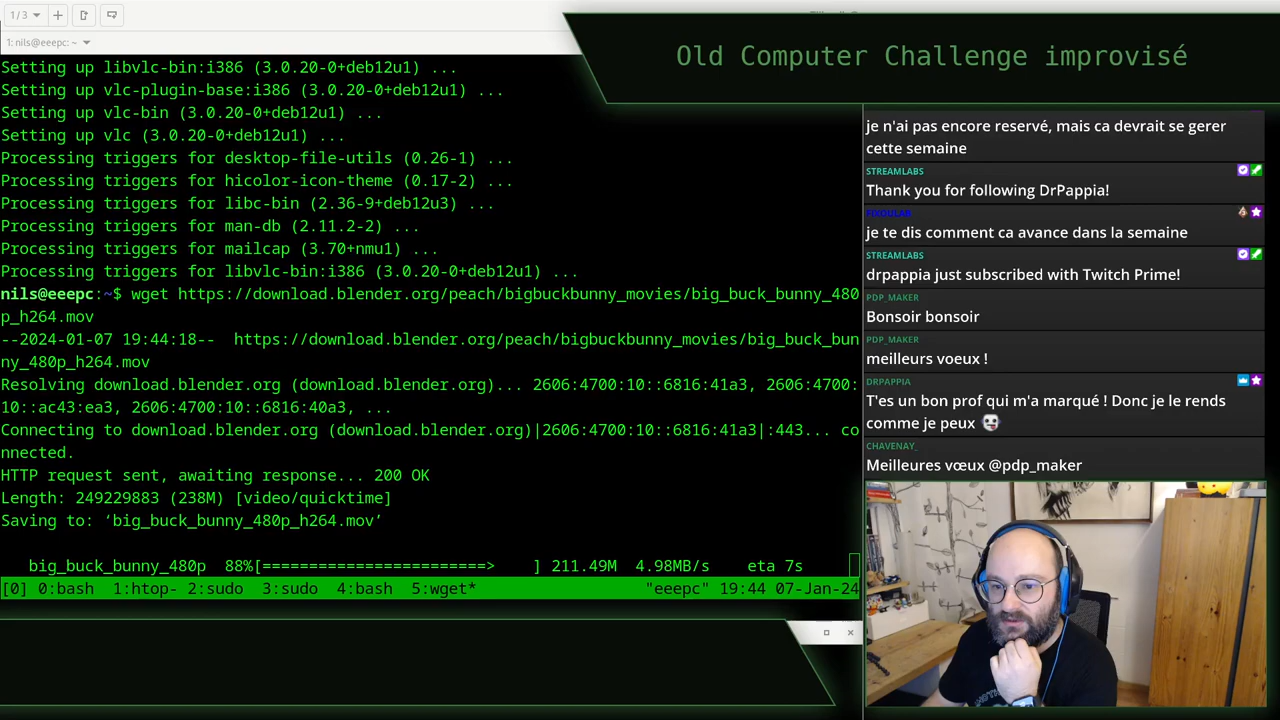 1/3
1: nils@eeepc: ~
Old Computer Challenge improvisé
Setting up libvlc-bin:i386 (3.0.20-0+deb12u1) ...
Setting up vlc-plugin-base:i386 (3.0.20-0+deb12u1) ...
Setting up vlc-bin (3.0.20-0+deb12u1) ...
Setting up vlc (3.0.20-0+deb12u1) ...
Processing triggers for desktop-file-utils (0.26-1) ...
Processing triggers for hicolor-icon-theme (0.17-2) ...
Processing triggers for libc-bin (2.36-9+deb12u3) ...
Processing triggers for man-db (2.11.2-2) ...
Processing triggers for mailcap (3.70+nmu1) ...
Processing triggers for libvlc-bin:i386 (3.0.20-0+deb12u1) ...
nils@eeepc:~$ wget https://download.blender.org/peach/bigbuckbunny_movies/big_buck_bunny_480
p_h264.mov
--2024-01-07 19:44:18--  https://download.blender.org/peach/bigbuckbunny_movies/big_buck_bun
ny_480p_h264.mov
Resolving download.blender.org (download.blender.org)... 2606:4700:10::6816:41a3, 2606:4700:
10::ac43:ea3, 2606:4700:10::6816:40a3, ...
Connecting to download.blender.org (download.blender.org)|2606:4700:10::6816:41a3|:443... co
nnected.
HTTP request sent, awaiting response... 200 OK
Length: 249229883 (238M) [video/quicktime]
Saving to: ‘big_buck_bunny_480p_h264.mov’
big_buck_bunny_480p  88%[========================>    ] 211.49M  4.98MB/s    eta 7s
[0] 0:bash  1:htop- 2:sudo  3:sudo  4:bash  5:wget*    "eeepc" 19:44 07-Jan-24
je n'ai pas encore reservé, mais ca devrait se gerer
cette semaine
STREAMLABS
Thank you for following DrPappia!
FIXOULAB
je te dis comment ca avance dans la semaine
STREAMLABS
drpappia just subscribed with Twitch Prime!
PDP_MAKER
Bonsoir bonsoir
PDP_MAKER
meilleurs voeux !
DRPAPPIA
T'es un bon prof qui m'a marqué ! Donc je le rends
comme je peux
CHAVENAY_
Meilleures vœux @pdp_maker